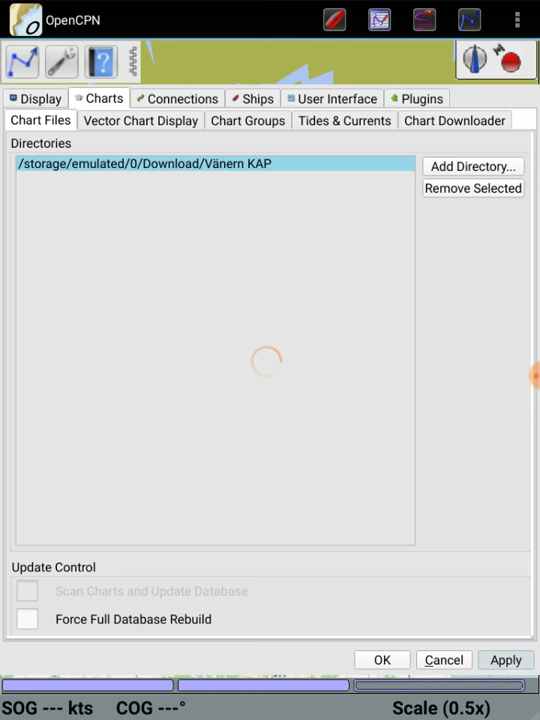 OpenCPN
Display Charts Connections Ships User Interface Plugins
Chart Files Vector Chart Display Chart Groups Tides & Currents Chart Downloader
Directories
/storage/emulated/0/Download/Vänern KAP
Add Directory...
Remove Selected
Update Control
Scan Charts and Update Database
Force Full Database Rebuild
OK Cancel Apply
SOG --- kts COG ---° Scale (0.5x)